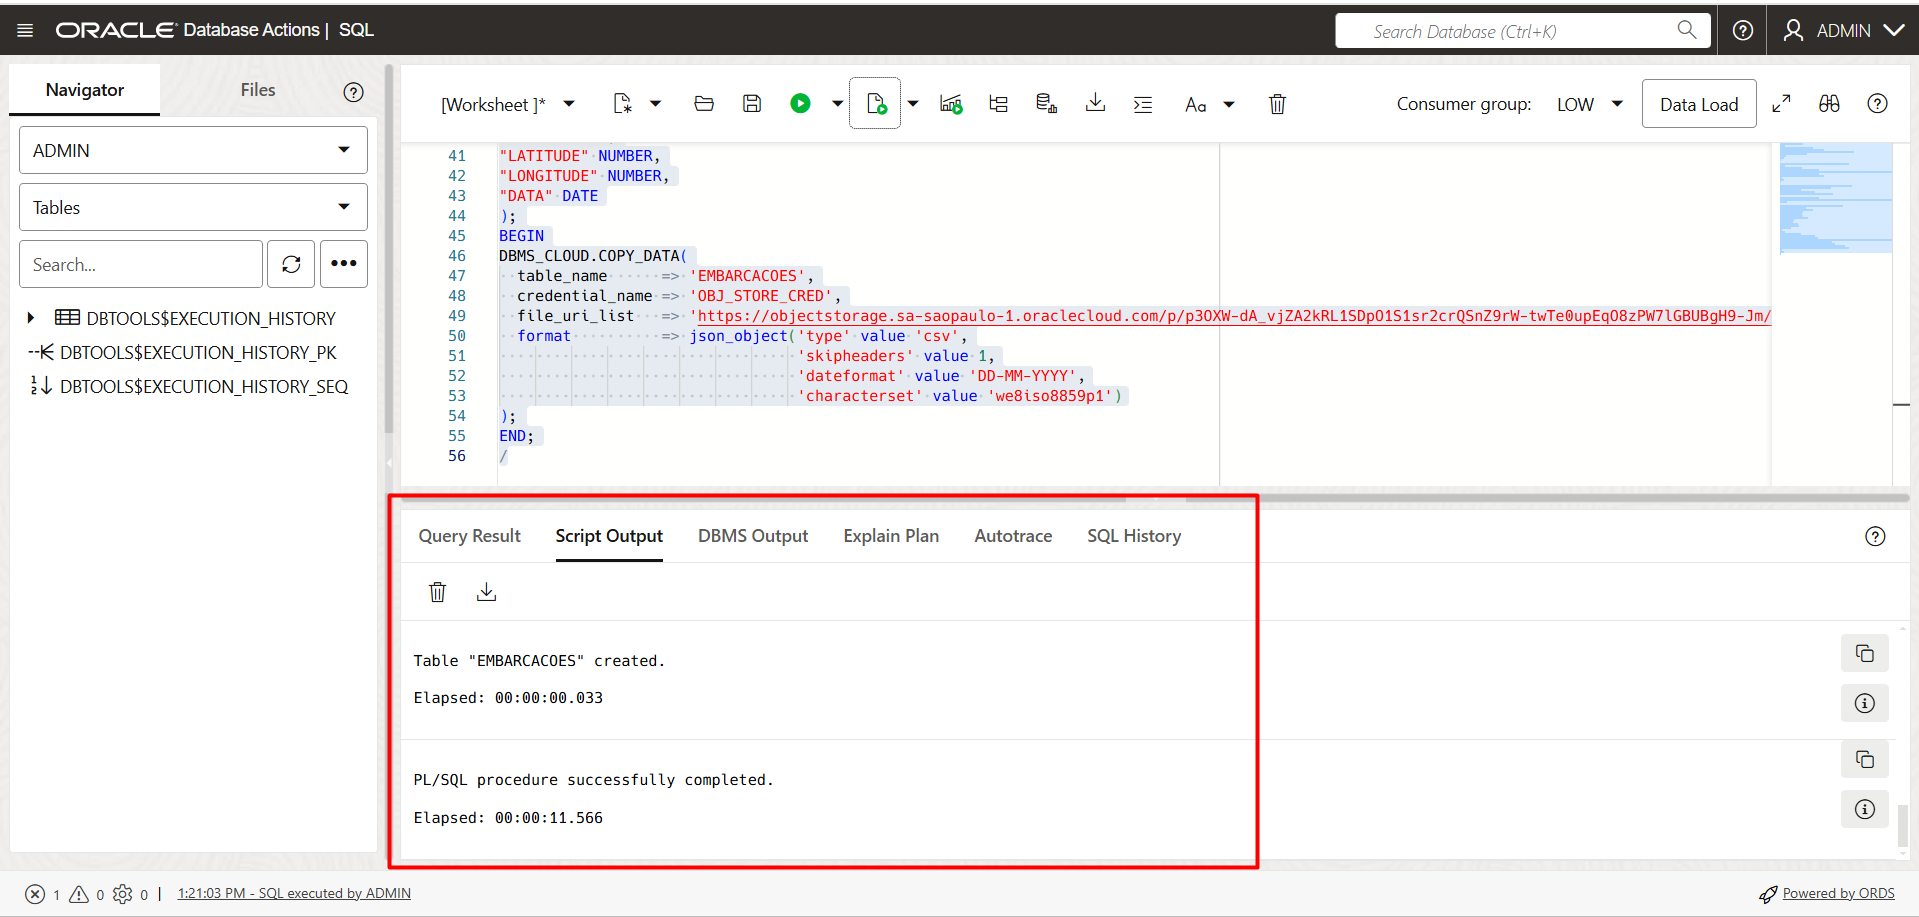 ORACLE Database Actions | SQL
Search Database (Ctrl+K)
ADMIN
Navigator
Files
ADMIN
Tables
Search...
DBTOOLS$EXECUTION_HISTORY
DBTOOLS$EXECUTION_HISTORY_PK
DBTOOLS$EXECUTION_HISTORY_SEQ
[Worksheet ]*
Aa
Consumer group: LOW
Data Load
41 "LATITUDE" NUMBER,
42 "LONGITUDE" NUMBER,
43 "DATA" DATE
44 );
45 BEGIN
46 DBMS_CLOUD.COPY_DATA(
47 table_name => 'EMBARCACOES',
48 credential_name => 'OBJ_STORE_CRED',
49 file_uri_list => 'https://objectstorage.sa-saopaulo-1.oraclecloud.com/p/p3OXW-dA_vjZA2kRL1SDpO1S1sr2crQSnZ9rW-twTe0upEqO8zPW7lGBUBgH9-Jm/
50 format => json_object('type' value 'csv',
51 'skipheaders' value 1,
52 'dateformat' value 'DD-MM-YYYY',
53 'characterset' value 'we8iso8859p1')
54 );
55 END;
56 /
Query Result
Script Output
DBMS Output
Explain Plan
Autotrace
SQL History
Table "EMBARCACOES" created.
Elapsed: 00:00:00.033
PL/SQL procedure successfully completed.
Elapsed: 00:00:11.566
1 0 0 | 1:21:03 PM - SQL executed by ADMIN
Powered by ORDS